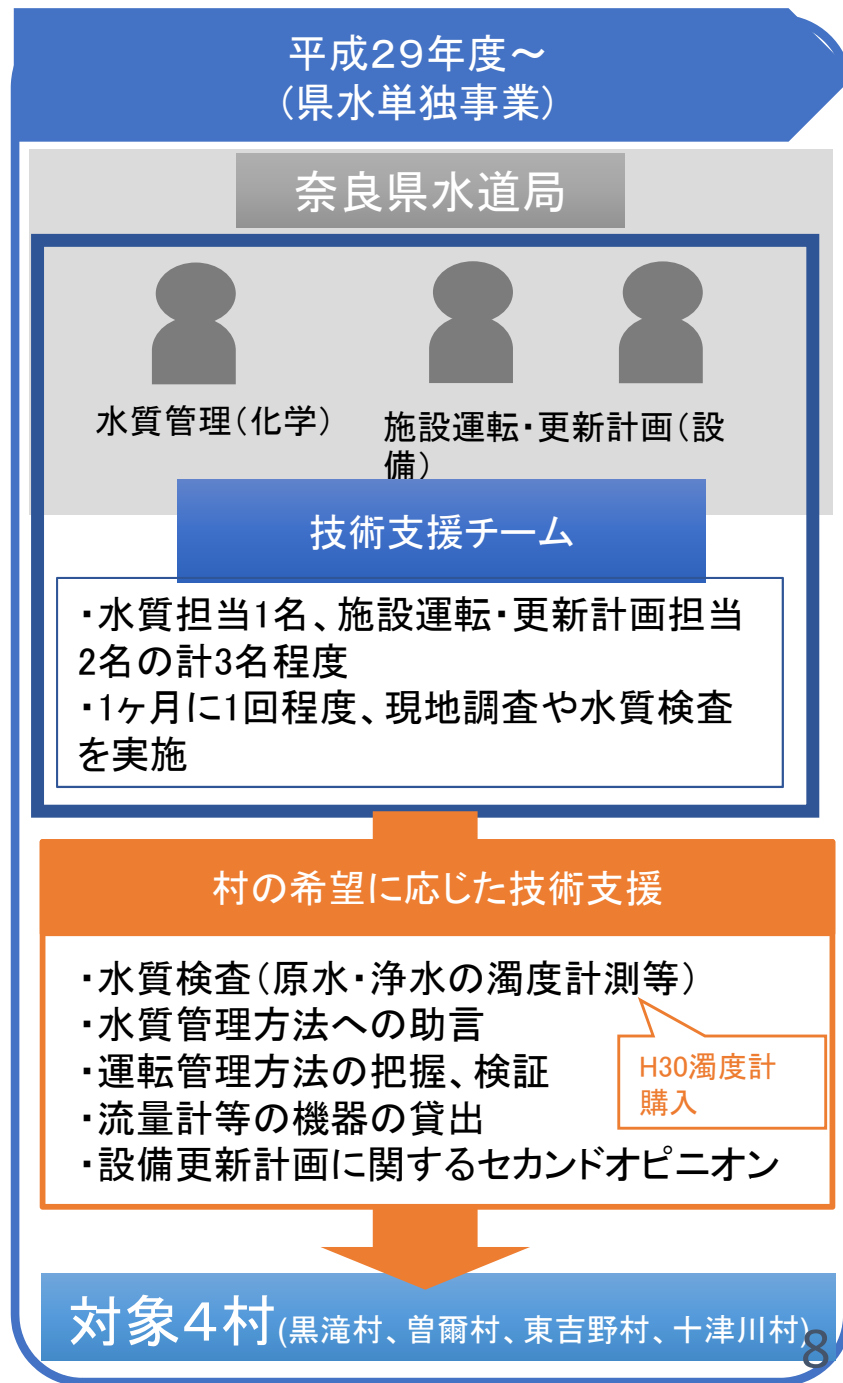 平成29年度～
(県水単独事業)
奈良県水道局
水質管理(化学)
施設運転・更新計画(設
備)
技術支援チーム
・水質担当1名、施設運転・更新計画担当
2名の計3名程度
・1ヶ月に1回程度、現地調査や水質検査
を実施
村の希望に応じた技術支援
・水質検査(原水・浄水の濁度計測等)
・水質管理方法への助言
・運転管理方法の把握、検証
・流量計等の機器の貸出
・設備更新計画に関するセカンドオピニオン
H30濁度計
購入
対象4村(黒滝村、曽爾村、東吉野村、十津川村)
8